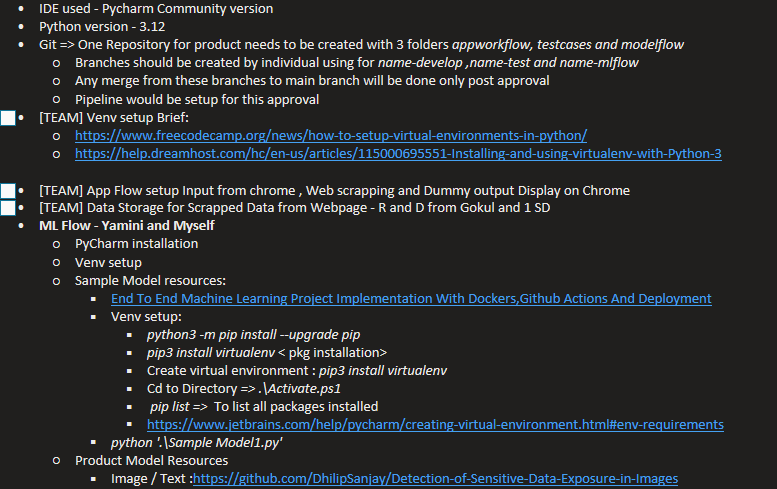 IDE used - Pycharm Community version
Python version - 3.12
Git => One Repository for product needs to be created with 3 folders appworkflow, testcases and modelflow
Branches should be created by individual using for name-develop ,name-test and name-mlflow
Any merge from these branches to main branch will be done only post approval
Pipeline would be setup for this approval
[TEAM] Venv setup Brief:
https://www.freecodecamp.org/news/how-to-setup-virtual-environments-in-python/
https://help.dreamhost.com/hc/en-us/articles/115000695551-Installing-and-using-virtualenv-with-Python-3
[TEAM] App Flow setup Input from chrome , Web scrapping and Dummy output Display on Chrome
[TEAM] Data Storage for Scrapped Data from Webpage - R and D from Gokul and 1 SD
ML Flow - Yamini and Myself
PyCharm installation
Venv setup
Sample Model resources:
End To End Machine Learning Project Implementation With Dockers,Github Actions And Deployment
Venv setup:
python3 -m pip install --upgrade pip
pip3 install virtualenv < pkg installation>
Create virtual environment : pip3 install virtualenv
Cd to Directory => .\Activate.ps1
pip list => To list all packages installed
https://www.jetbrains.com/help/pycharm/creating-virtual-environment.html#env-requirements
python '.\Sample Model1.py'
Product Model Resources
Image / Text :https://github.com/DhilipSanjay/Detection-of-Sensitive-Data-Exposure-in-Images